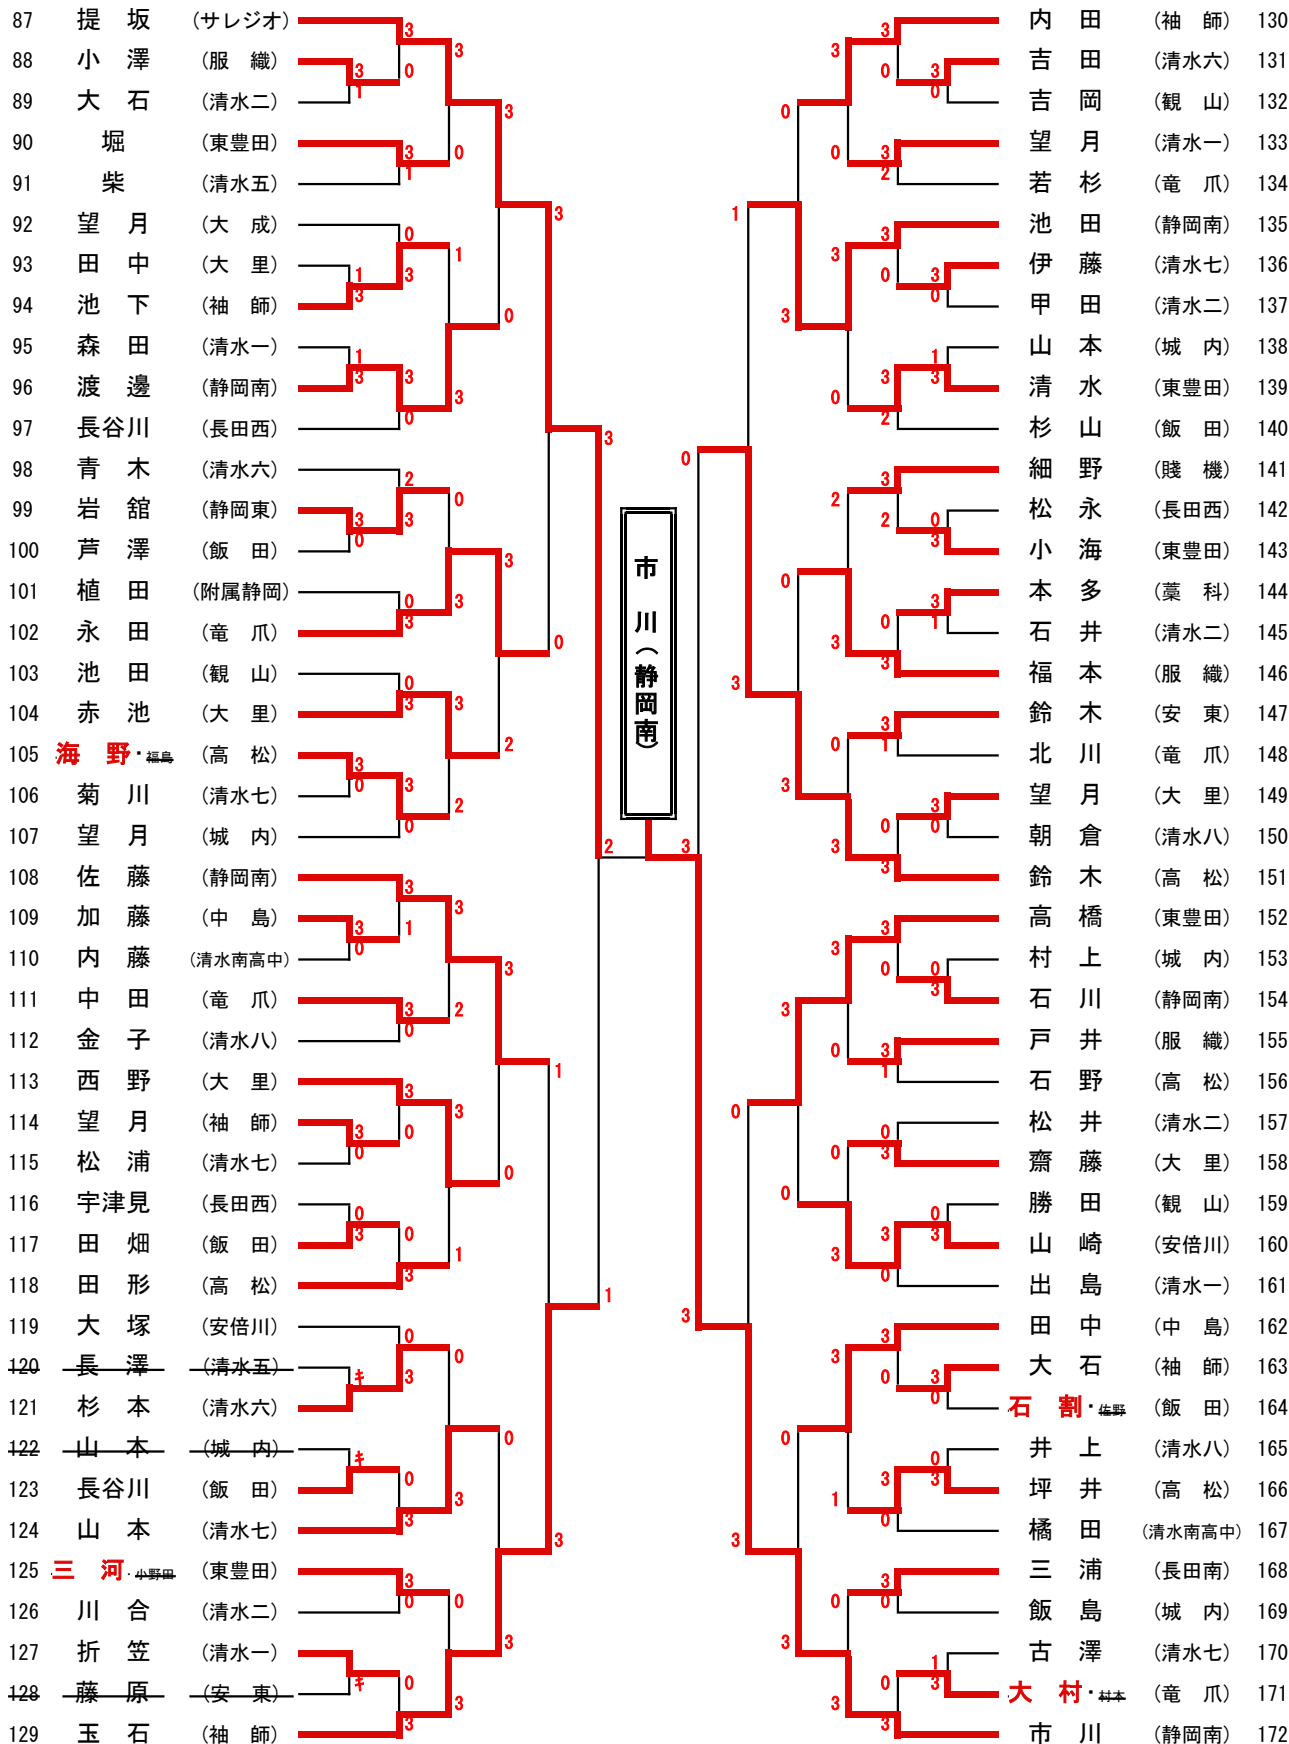 87 提坂 (サレジオ)
88 小澤 (服織)
89 大石 (清水二)
90 堀 (東豊田)
91 柴 (清水五)
92 望月 (大成)
93 田中 (大里)
94 池下 (袖師)
95 森田 (清水一)
96 渡邊 (静岡南)
97 長谷川 (長田西)
98 青木 (清水六)
99 岩舘 (静岡東)
100 芦澤 (飯田)
101 植田 (附属静岡)
102 永田 (竜爪)
103 池田 (観山)
104 赤池 (大里)
105 海野・福島 (高松)
106 菊川 (清水七)
107 望月 (城内)
108 佐藤 (静岡南)
109 加藤 (中島)
110 内藤 (清水南高中)
111 中田 (竜爪)
112 金子 (清水八)
113 西野 (大里)
114 望月 (袖師)
115 松浦 (清水七)
116 宇津見 (長田西)
117 田畑 (飯田)
118 田形 (高松)
119 大塚 (安倍川)
120 長澤 (清水五)
121 杉本 (清水六)
122 山本 (城内)
123 長谷川 (飯田)
124 山本 (清水七)
125 三河・小野田 (東豊田)
126 川合 (清水二)
127 折笠 (清水一)
128 藤原 (安東)
129 玉石 (袖師)
市川(静岡南)
内田 (袖師) 130
吉田 (清水六) 131
吉岡 (観山) 132
望月 (清水一) 133
若杉 (竜爪) 134
池田 (静岡南) 135
伊藤 (清水七) 136
甲田 (清水二) 137
山本 (城内) 138
清水 (東豊田) 139
杉山 (飯田) 140
細野 (賤機) 141
松永 (長田西) 142
小海 (東豊田) 143
本多 (藁科) 144
石井 (清水二) 145
福本 (服織) 146
鈴木 (安東) 147
北川 (竜爪) 148
望月 (大里) 149
朝倉 (清水八) 150
鈴木 (高松) 151
高橋 (東豊田) 152
村上 (城内) 153
石川 (静岡南) 154
戸井 (服織) 155
石野 (高松) 156
松井 (清水二) 157
齋藤 (大里) 158
勝田 (観山) 159
山崎 (安倍川) 160
出島 (清水一) 161
田中 (中島) 162
大石 (袖師) 163
石割・佐野 (飯田) 164
井上 (清水八) 165
坪井 (高松) 166
橘田 (清水南高中) 167
三浦 (長田南) 168
飯島 (城内) 169
古澤 (清水七) 170
大村・村本 (竜爪) 171
市川 (静岡南) 172